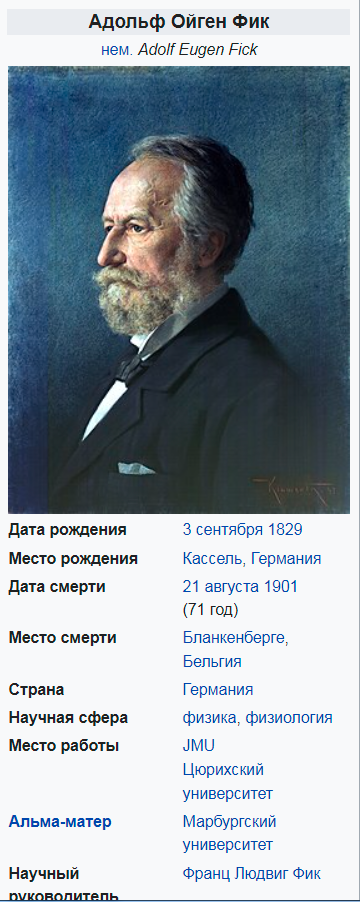 Адольф Ойген Фик
нем. Adolf Eugen Fick
Дата рождения 3 сентября 1829
Место рождения Кассель, Германия
Дата смерти 21 августа 1901
(71 год)
Место смерти Бланкенберге,
Бельгия
Страна Германия
Научная сфера физика, физиология
Место работы JMU
Цюрихский
университет
Альма-матер Марбургский
университет
Научный Франц Людвиг Фик
руководитель